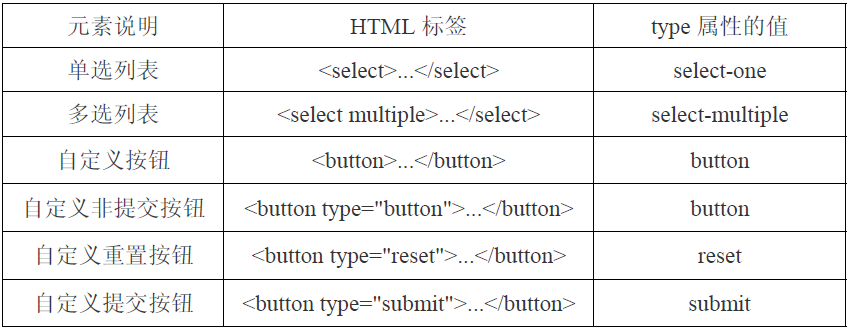 元素说明 HTML 标签 type 属性的值
单选列表 <select>...</select> select-one
多选列表 <select multiple>...</select> select-multiple
自定义按钮 <button>...</button> button
自定义非提交按钮 <button type="button">...</button> button
自定义重置按钮 <button type="reset">...</button> reset
自定义提交按钮 <button type="submit">...</button> submit